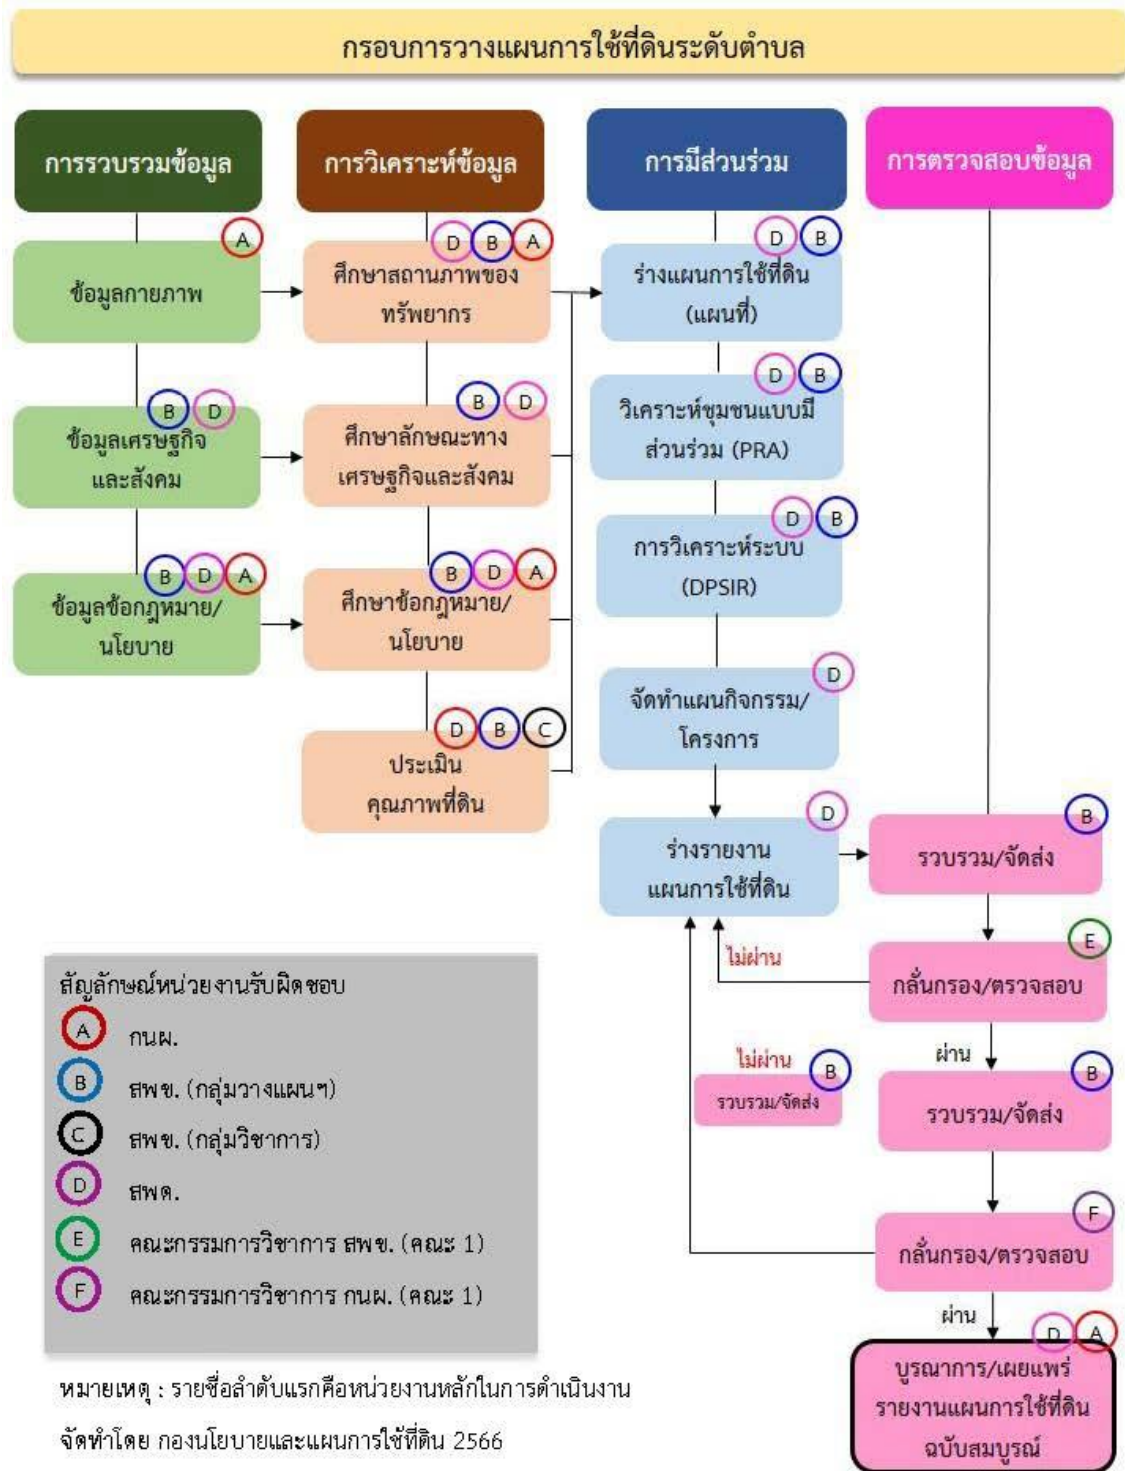 กรอบการวางแผนการใช้ที่ดินระดับตำบล
การรวบรวมข้อมูล
A
ข้อมูลกายภาพ
B D
ข้อมูลเศรษฐกิจ
และสังคม
B D A
ข้อมูลข้อกฎหมาย/
นโยบาย
การวิเคราะห์ข้อมูล
D B A
ศึกษาสถานภาพของ
ทรัพยากร
B D
ศึกษาลักษณะทาง
เศรษฐกิจและสังคม
B D A
ศึกษาข้อกฎหมาย/
นโยบาย
D B C
ประเมิน
คุณภาพที่ดิน
การมีส่วนร่วม
D B
ร่างแผนการใช้ที่ดิน
(แผนที่)
D B
วิเคราะห์ชุมชนแบบมี
ส่วนร่วม (PRA)
D B
การวิเคราะห์ระบบ
(DPSIR)
D
จัดทำแผนกิจกรรม/
โครงการ
D
ร่างรายงาน
แผนการใช้ที่ดิน
การตรวจสอบข้อมูล
B
รวบรวม/จัดส่ง
E
ไม่ผ่าน
กลั่นกรอง/ตรวจสอบ
ผ่าน
ไม่ผ่าน
B
รวบรวม/จัดส่ง
B
รวบรวม/จัดส่ง
F
กลั่นกรอง/ตรวจสอบ
ผ่าน
D A
บูรณาการ/เผยแพร่
รายงานแผนการใช้ที่ดิน
ฉบับสมบูรณ์
สัญลักษณ์หน่วยงานรับผิดชอบ
A กนผ.
B สพข. (กลุ่มวางแผนฯ)
C สพข. (กลุ่มวิชาการ)
D สพด.
E คณะกรรมการวิชาการ สพข. (คณะ 1)
F คณะกรรมการวิชาการ กนผ. (คณะ 1)
หมายเหตุ : รายชื่อลำดับแรกคือหน่วยงานหลักในการดำเนินงาน
จัดทำโดย กองนโยบายและแผนการใช้ที่ดิน 2566